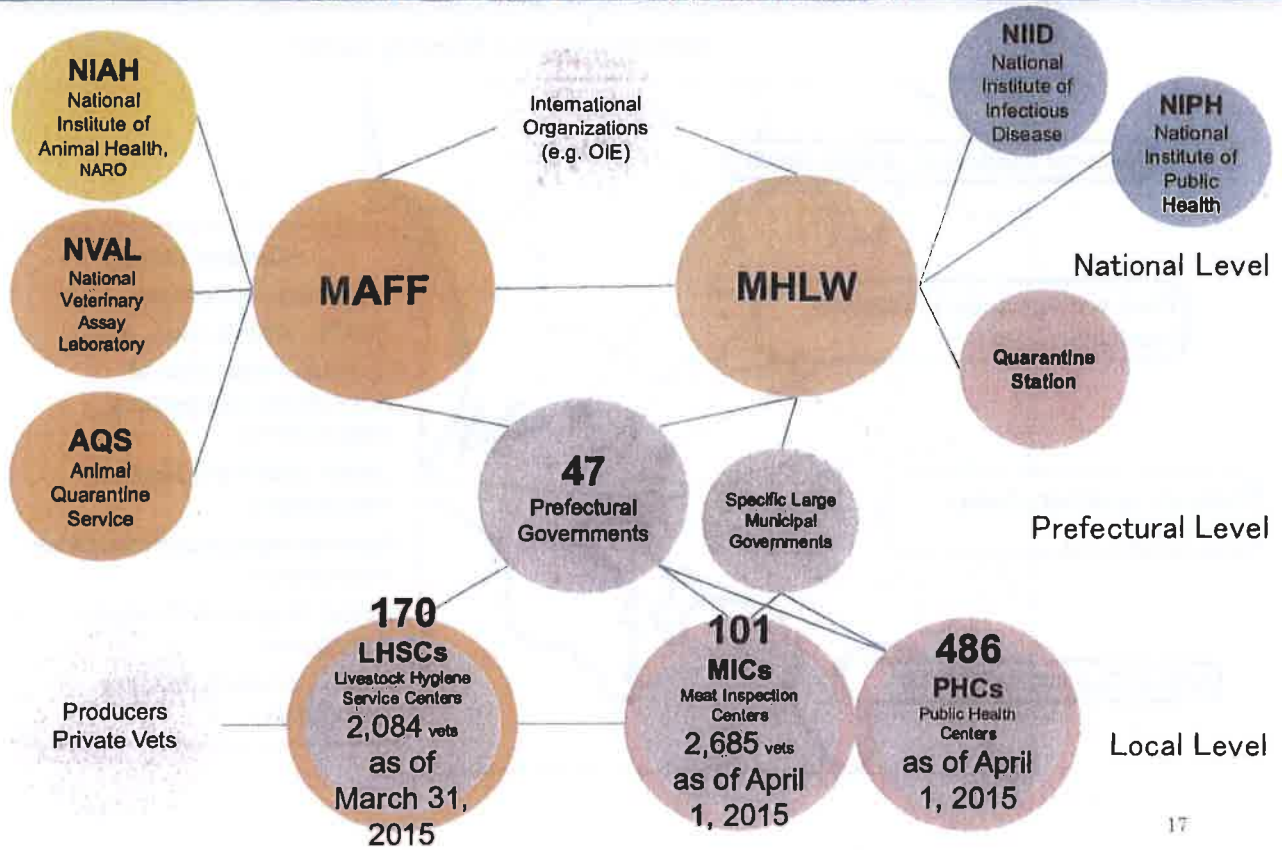 NIAH
National
Institute of
Animal Health,
NARO
International
Organizations
(e.g. OIE)
NIID
National
Institute of
Infectious
Disease
NIPH
National
Institute of
Public
Health
NVAL
National
Veterinary
Assay
Laboratory
MAFF
MHLW
National Level
Quarantine
Station
AQS
Animal
Quarantine
Service
47
Prefectural
Governments
Specific Large
Municipal
Governments
Prefectural Level
Producers
Private Vets
170
LHSCs
Livestock Hygiene
Service Centers
2,084 vets
as of
March 31,
2015
101
MICs
Meat Inspection
Centers
2,685 vets
as of April
1, 2015
486
PHCs
Public Health
Centers
as of April
1, 2015
Local Level
17